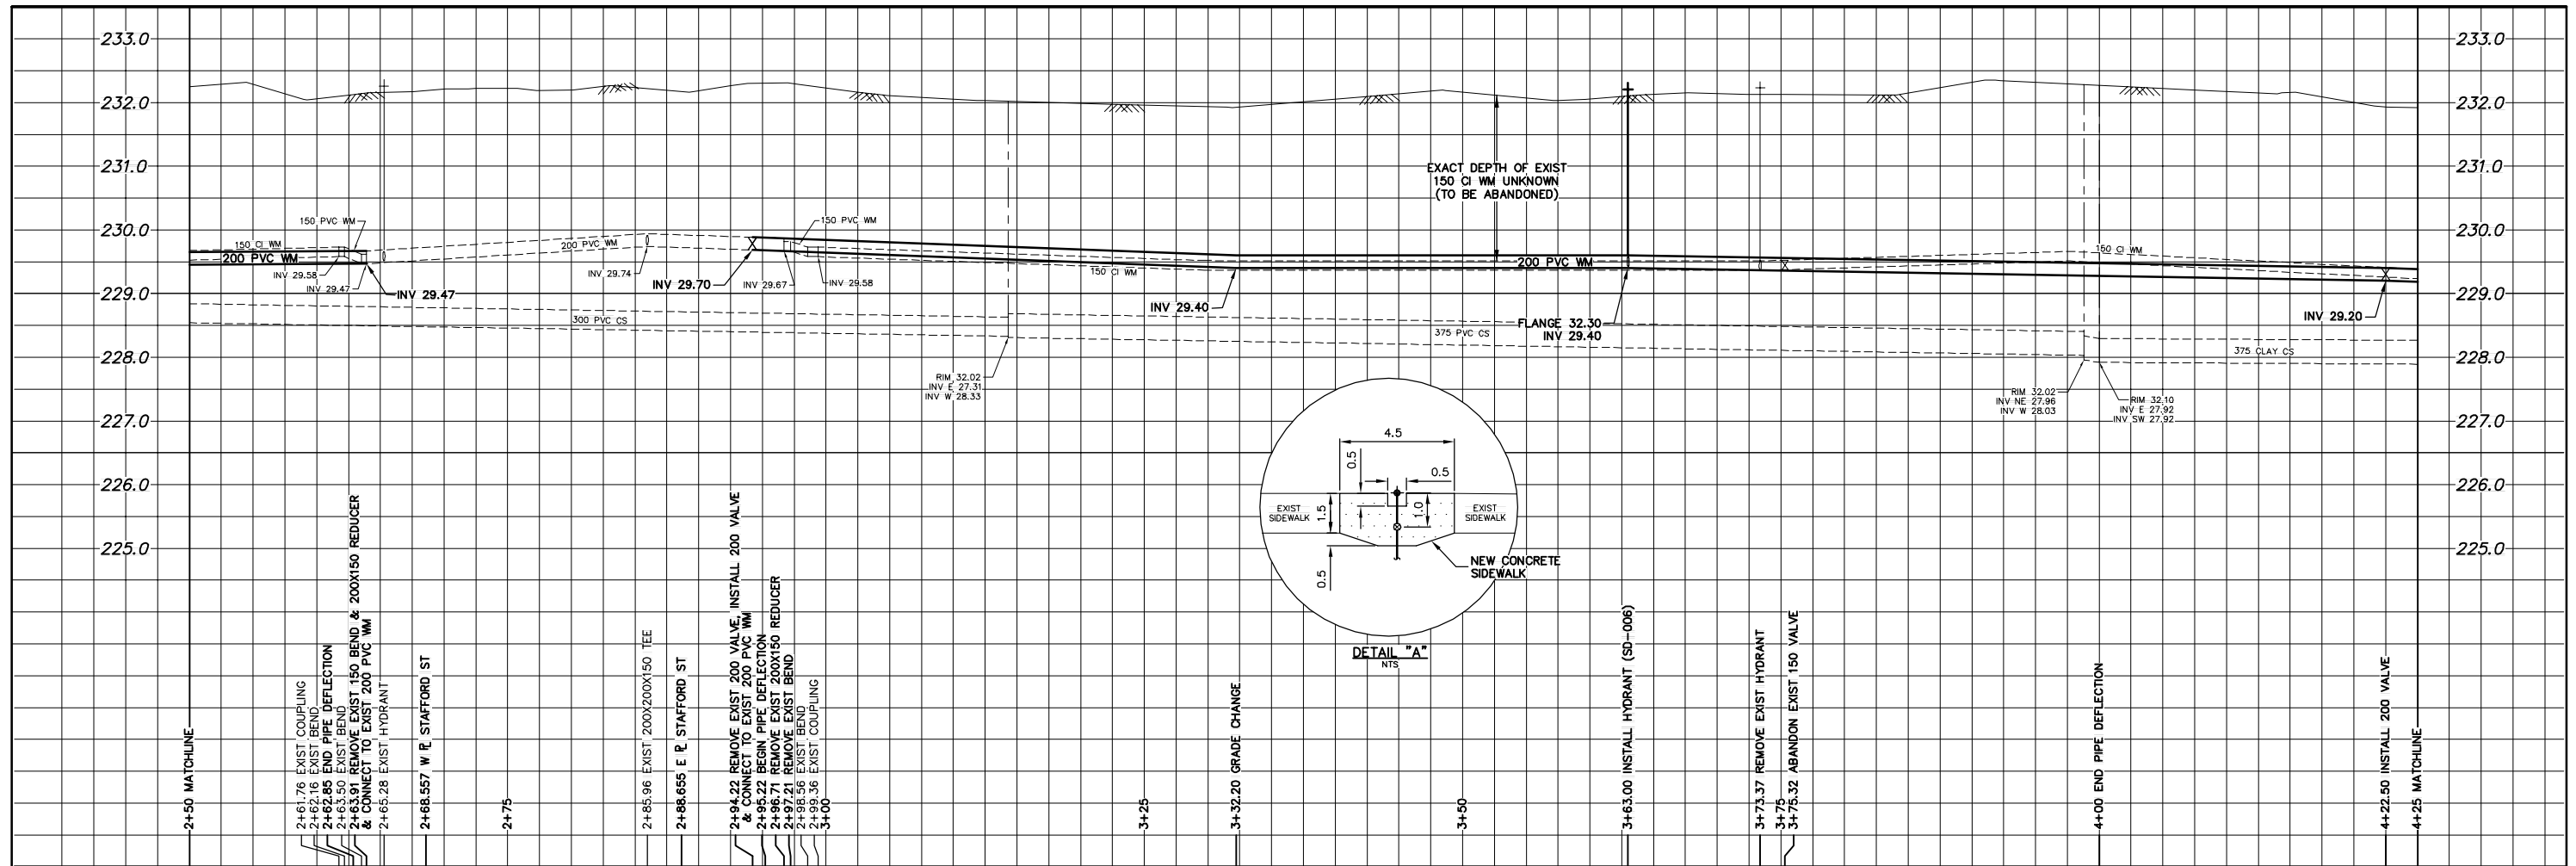 233.0
233.0
232.0
232.0
231.0
231.0
230.0
230.0
229.0
229.0
228.0
228.0
227.0
227.0
226.0
226.0
225.0
225.0
150 CI WM
150 PVC WM
200 PVC WM
INV 29.58
INV 29.47
INV 29.47
200 PVC WM
INV 29.74
INV 29.70
INV 29.67
150 PVC WM
INV 29.58
150 CI WM
INV 29.40
EXACT DEPTH OF EXIST
150 CI WM UNKNOWN
(TO BE ABANDONED)
200 PVC WM
FLANGE 32.30
INV 29.40
150 CI WM
INV 29.20
300 PVC CS
375 PVC CS
375 CLAY CS
RIM 32.02
INV E 27.31
INV W 28.33
RIM 32.02
INV NE 27.96
INV W 28.03
RIM 32.10
INV E 27.92
INV SW 27.92
4.5
0.5
0.5
EXIST
SIDEWALK
1.5
1.0
EXIST
SIDEWALK
0.5
NEW CONCRETE
SIDEWALK
DETAIL "A"
NTS
2+50 MATCHLINE
2+61.76 EXIST COUPLING
2+62.16 EXIST BEND
2+62.85 END PIPE DEFLECTION
2+63.50 EXIST BEND
2+63.91 REMOVE EXIST 150 BEND & 200X150 REDUCER
& CONNECT TO EXIST 200 PVC WM
2+65.28 EXIST HYDRANT
2+68.557 W PL STAFFORD ST
2+75
2+85.96 EXIST 200X200X150 TEE
2+88.655 E PL STAFFORD ST
2+94.22 REMOVE EXIST 200 VALVE, INSTALL 200 VALVE
& CONNECT TO EXIST 200 PVC WM
2+95.22 BEGIN PIPE DEFLECTION
2+96.71 REMOVE EXIST 200X150 REDUCER
2+97.21 REMOVE EXIST BEND
2+98.56 EXIST BEND
2+99.36 EXIST COUPLING
3+00
3+25
3+32.20 GRADE CHANGE
3+50
3+63.00 INSTALL HYDRANT (SD-006)
3+73.37 REMOVE EXIST HYDRANT
3+75
3+75.32 ABANDON EXIST 150 VALVE
4+00 END PIPE DEFLECTION
4+22.50 INSTALL 200 VALVE
4+25 MATCHLINE